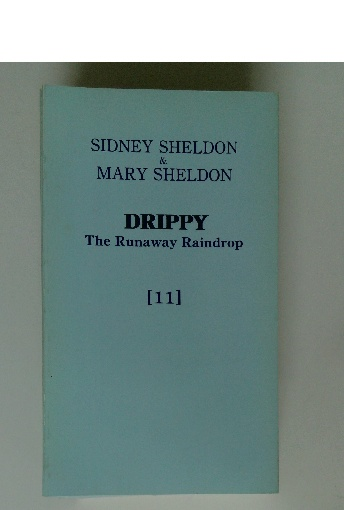 SIDNEY SHELDON
&
MARY SHELDON
DRIPPY
The Runaway Raindrop
[11]